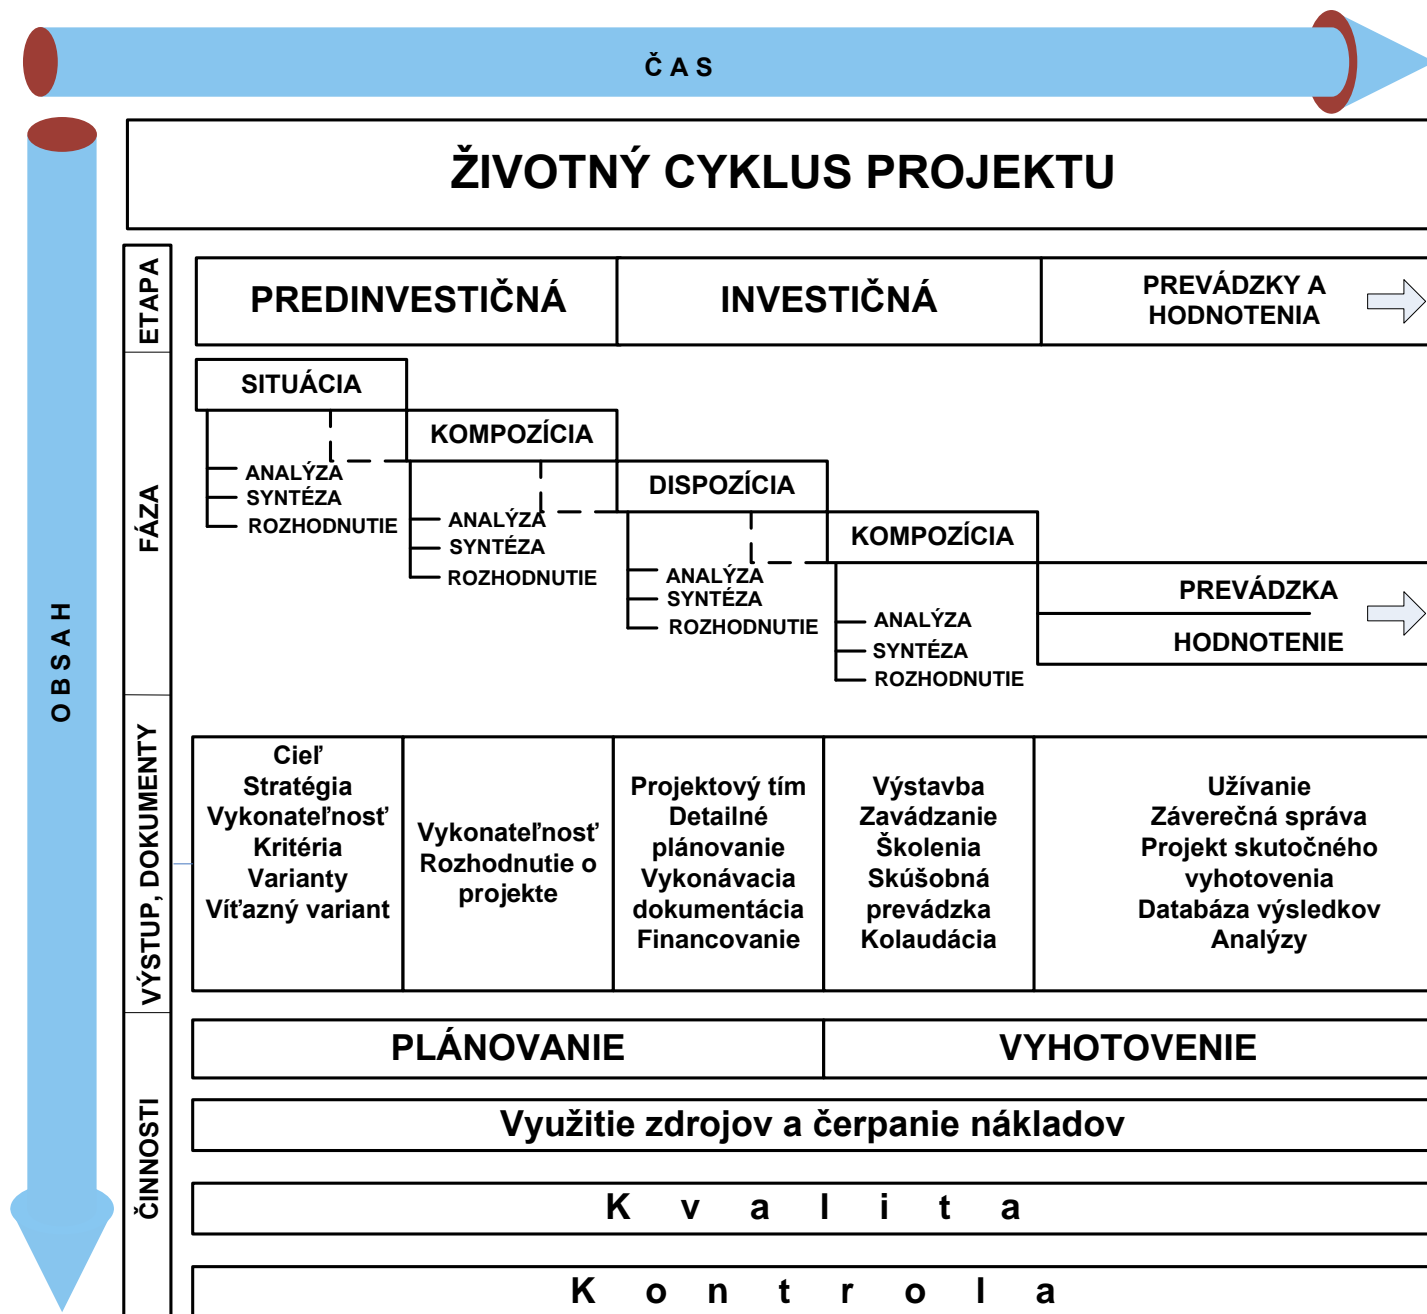 Č A S
ŽIVOTNÝ CYKLUS PROJEKTU
O B S A H
ETAPA
PREDINVESTIČNÁ
INVESTIČNÁ
PREVÁDZKY A
HODNOTENIA
FÁZA
SITUÁCIA
ANALÝZA
SYNTÉZA
ROZHODNUTIE
KOMPOZÍCIA
ANALÝZA
SYNTÉZA
ROZHODNUTIE
DISPOZÍCIA
ANALÝZA
SYNTÉZA
ROZHODNUTIE
KOMPOZÍCIA
ANALÝZA
SYNTÉZA
ROZHODNUTIE
PREVÁDZKA
HODNOTENIE
VÝSTUP, DOKUMENTY
Cieľ
Stratégia
Vykonateľnosť
Kritéria
Varianty
Víťazný variant
Vykonateľnosť
Rozhodnutie o
projekte
Projektový tím
Detailné
plánovanie
Vykonávacia
dokumentácia
Financovanie
Výstavba
Zavádzanie
Školenia
Skúšobná
prevádzka
Kolaudácia
Užívanie
Záverečná správa
Projekt skutočného
vyhotovenia
Databáza výsledkov
Analýzy
ČINNOSTI
PLÁNOVANIE
VYHOTOVENIE
Využitie zdrojov a čerpanie nákladov
K v a l i t a
K o n t r o l a